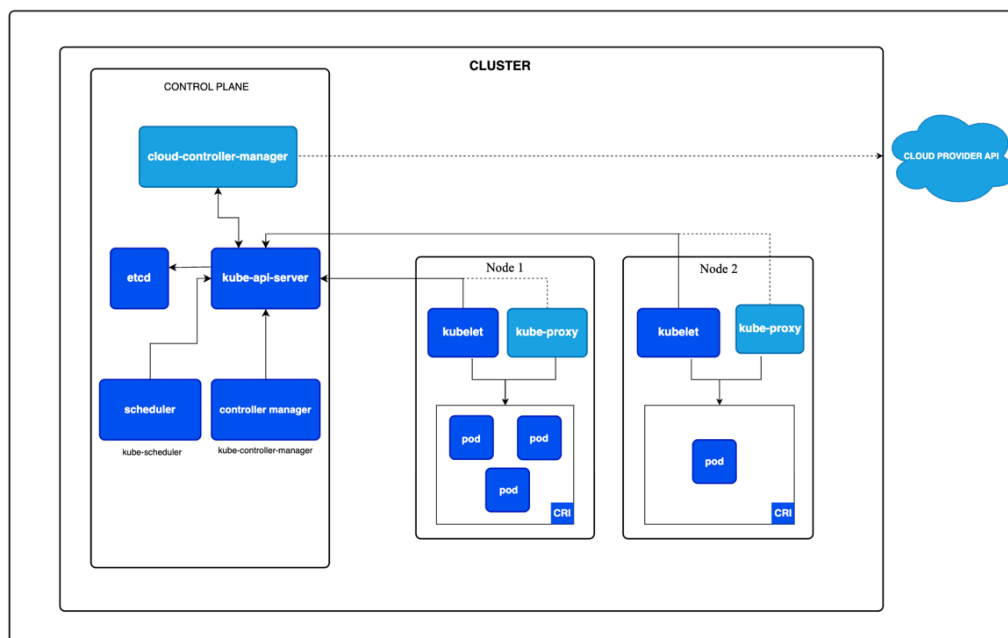 CLUSTER
CONTROL PLANE
cloud-controller-manager
CLOUD PROVIDER API
etcd
kube-api-server
scheduler
controller manager
kube-scheduler
kube-controller-manager
Node 1
kubelet
kube-proxy
pod
pod
pod
CRI
Node 2
kubelet
kube-proxy
pod
CRI